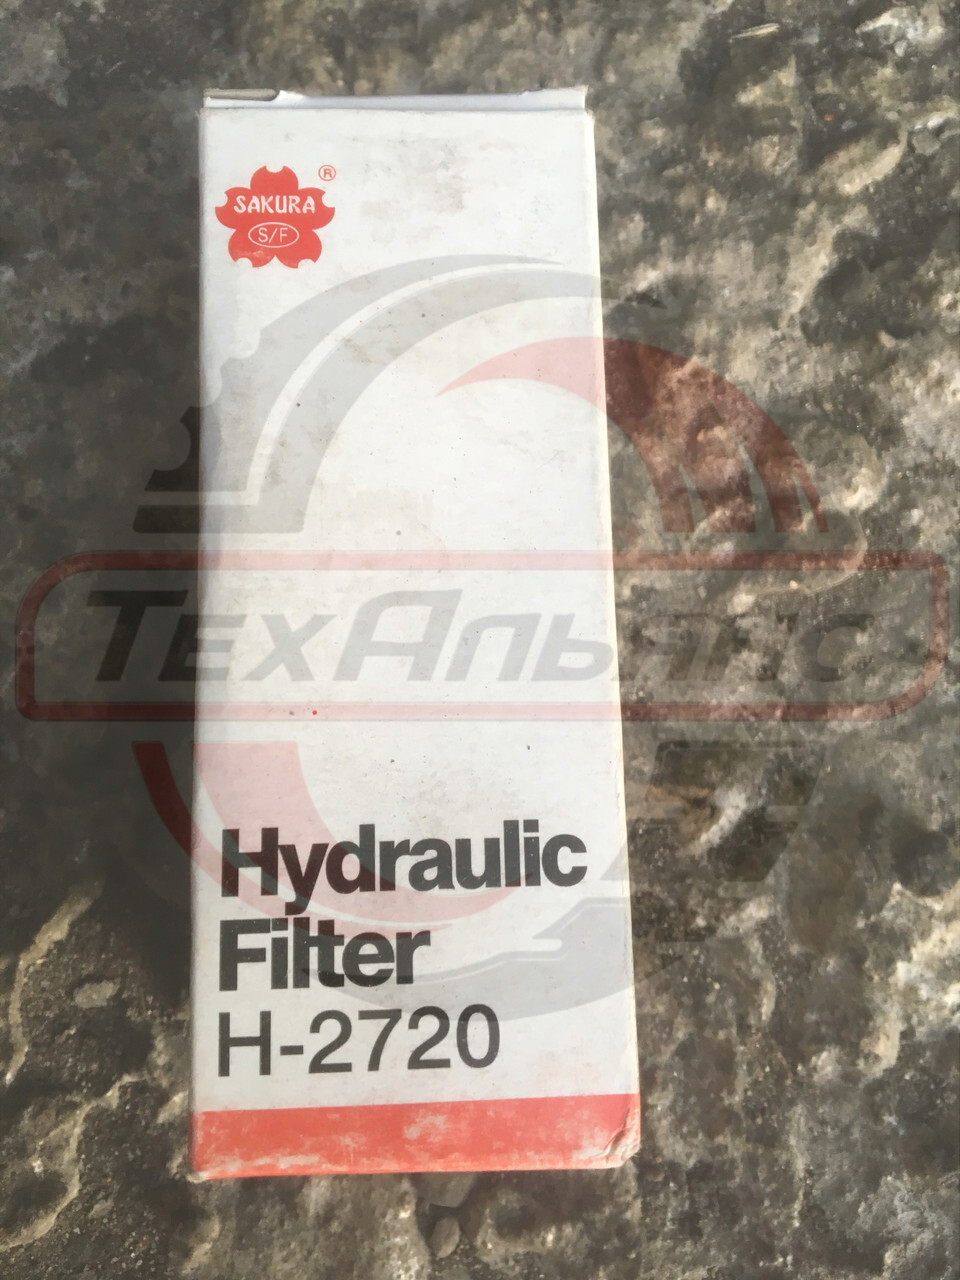 ®
SAKURA
S/F
ТехАльянс
Hydraulic
Filter
H-2720